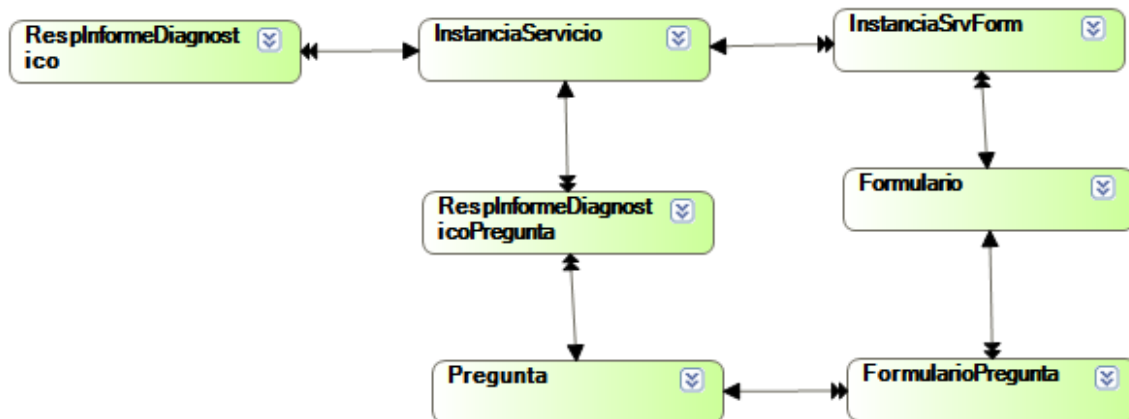 RespInformeDiagnost
ico
InstanciaServicio
InstanciaSrvForm
RespInformeDiagnost
icoPregunta
Formulario
Pregunta
FormularioPregunta